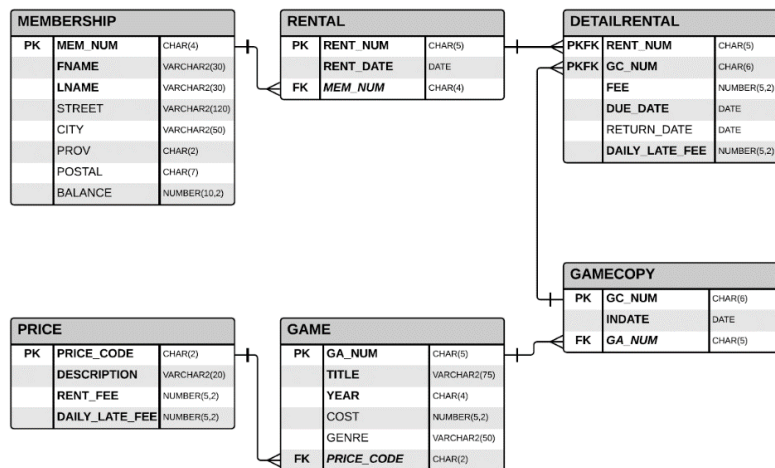 MEMBERSHIP
PK MEM_NUM CHAR(4)
FNAME VARCHAR2(30)
LNAME VARCHAR2(30)
STREET VARCHAR2(120)
CITY VARCHAR2(50)
PROV CHAR(2)
POSTAL CHAR(7)
BALANCE NUMBER(10,2)
RENTAL
PK RENT_NUM CHAR(5)
RENT_DATE DATE
FK MEM_NUM CHAR(4)
DETAILRENTAL
PKFK RENT_NUM CHAR(5)
PKFK GC_NUM CHAR(6)
FEE NUMBER(5,2)
DUE_DATE DATE
RETURN_DATE DATE
DAILY_LATE_FEE NUMBER(5,2)
PRICE
PK PRICE_CODE CHAR(2)
DESCRIPTION VARCHAR2(20)
RENT_FEE NUMBER(5,2)
DAILY_LATE_FEE NUMBER(5,2)
GAME
PK GA_NUM CHAR(5)
TITLE VARCHAR2(75)
YEAR CHAR(4)
COST NUMBER(5,2)
GENRE VARCHAR2(50)
FK PRICE_CODE CHAR(2)
GAMECOPY
PK GC_NUM CHAR(6)
INDATE DATE
FK GA_NUM CHAR(5)